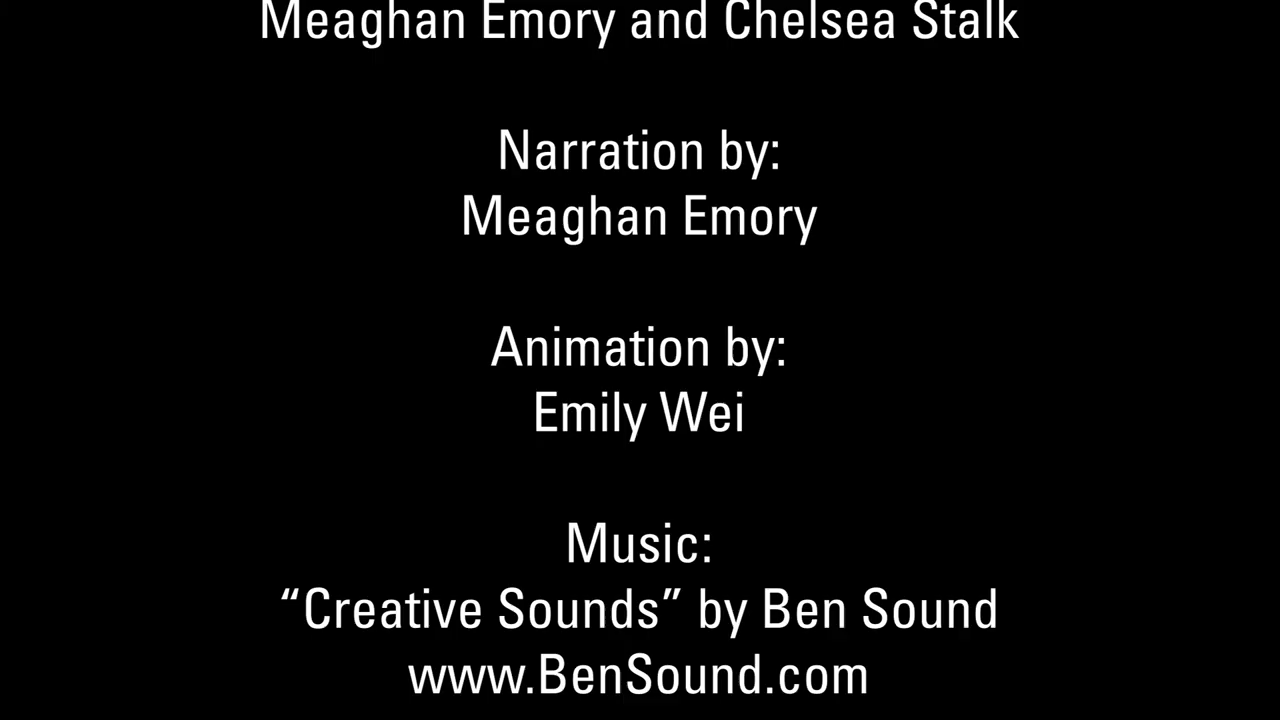 Meaghan Emory and Chelsea Stalk
Narration by:
Meaghan Emory
Animation by:
Emily Wei
Music:
“Creative Sounds” by Ben Sound
www.BenSound.com